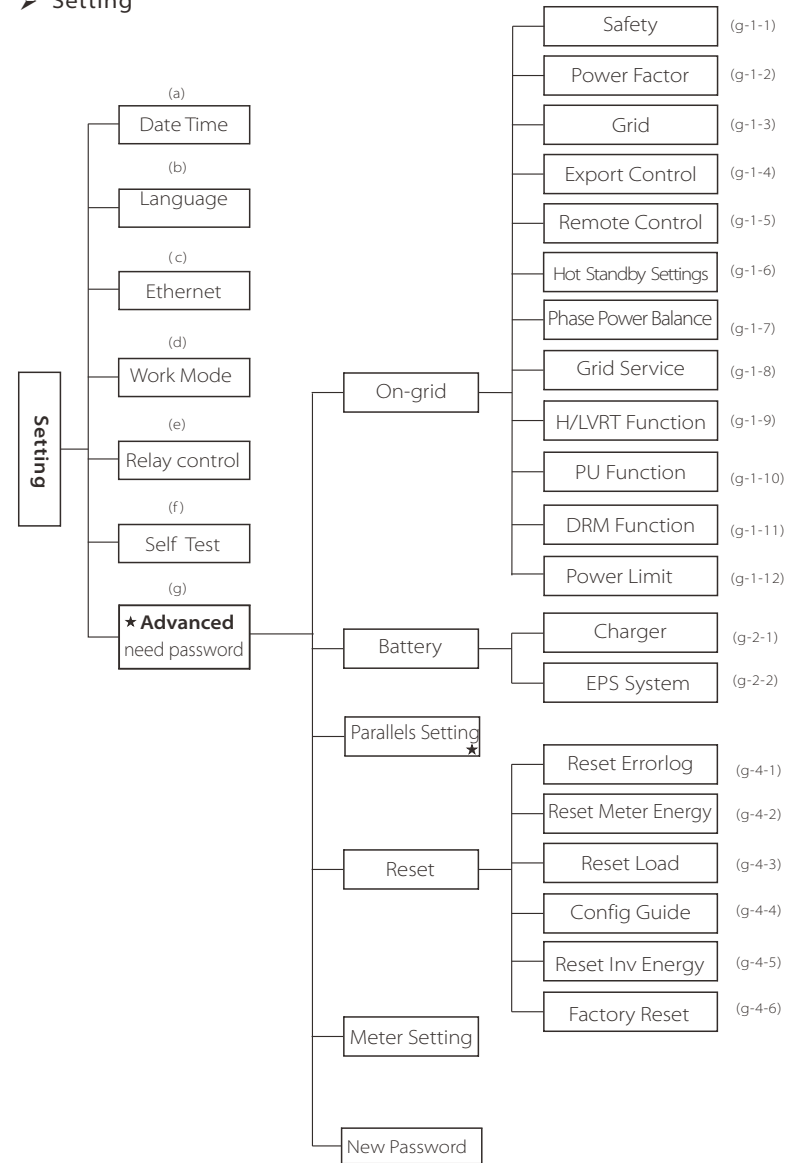 ➢ Setting
Setting
(a)
Date Time
(b)
Language
(c)
Ethernet
(d)
Work Mode
(e)
Relay control
(f)
Self Test
(g)
★ Advanced
need password
On-grid
Safety (g-1-1)
Power Factor (g-1-2)
Grid (g-1-3)
Export Control (g-1-4)
Remote Control (g-1-5)
Hot Standby Settings (g-1-6)
Phase Power Balance (g-1-7)
Grid Service (g-1-8)
H/LVRT Function (g-1-9)
PU Function (g-1-10)
DRM Function (g-1-11)
Power Limit (g-1-12)
Battery
Charger (g-2-1)
EPS System (g-2-2)
Parallels Setting
★
Reset
Reset Errorlog (g-4-1)
Reset Meter Energy (g-4-2)
Reset Load (g-4-3)
Config Guide (g-4-4)
Reset Inv Energy (g-4-5)
Factory Reset (g-4-6)
Meter Setting
New Password